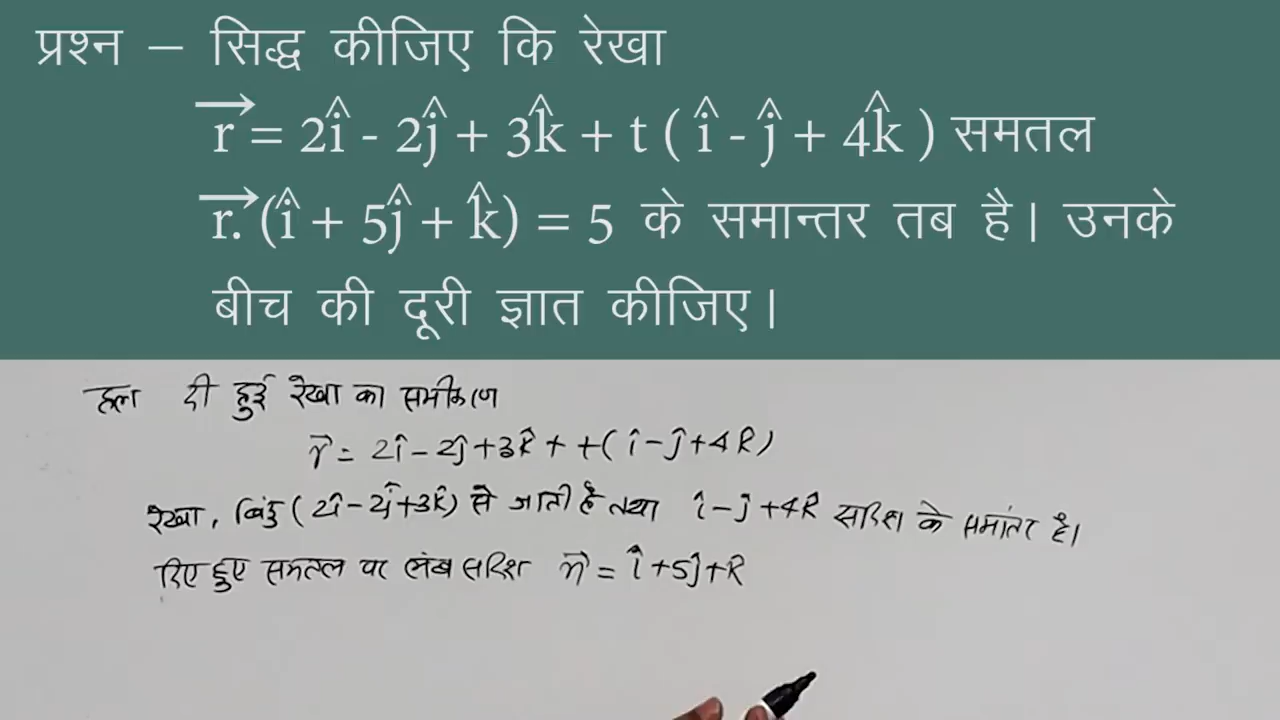 प्रश्न – सिद्ध कीजिए कि रेखा
r⃗ = 2î - 2ĵ + 3k̂ + t ( î - ĵ + 4k̂ ) समतल
r⃗. (î + 5ĵ + k̂) = 5 के समान्तर तब है। उनके
बीच की दूरी ज्ञात कीजिए।
हल दी हुई रेखा का समीकरण
r⃗ = 2î - 2ĵ + 3k̂ + t(î - ĵ + 4k̂)
रेखा, बिंदु (2î - 2ĵ + 3k̂) से जाती है तथा î - ĵ + 4k̂ सदिश के समांतर है।
दिए हुए समतल पर लंब सदिश n⃗ = î + 5ĵ + k̂